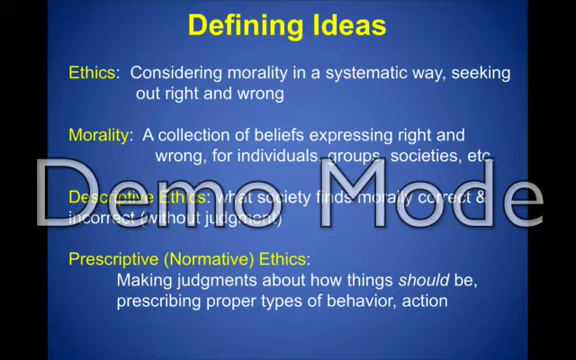 Defining Ideas
Ethics: Considering morality in a systematic way, seeking
out right and wrong
Morality: A collection of beliefs expressing right and
wrong, for individuals, groups, societies, etc.
Demo Mode
Descriptive Ethics: what society finds morally correct &
incorrect (without judgment)
Prescriptive (Normative) Ethics:
Making judgments about how things should be,
prescribing proper types of behavior, action